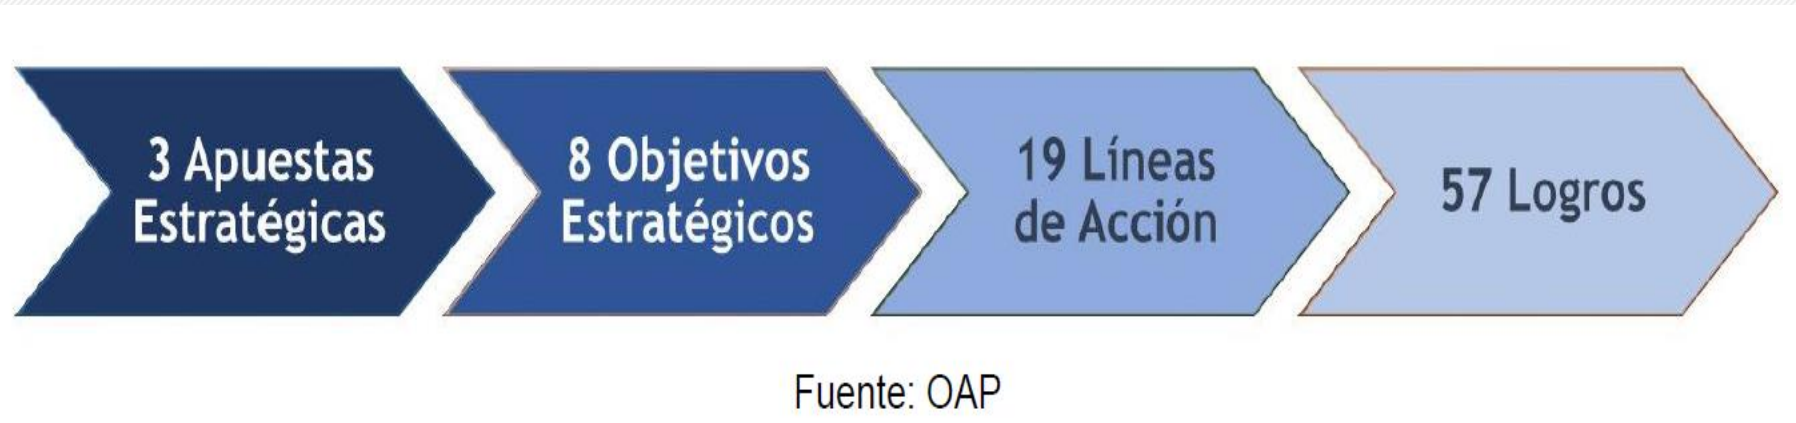 3 Apuestas
Estratégicas
8 Objetivos
Estratégicos
19 Líneas
de Acción
57 Logros
Fuente: OAP